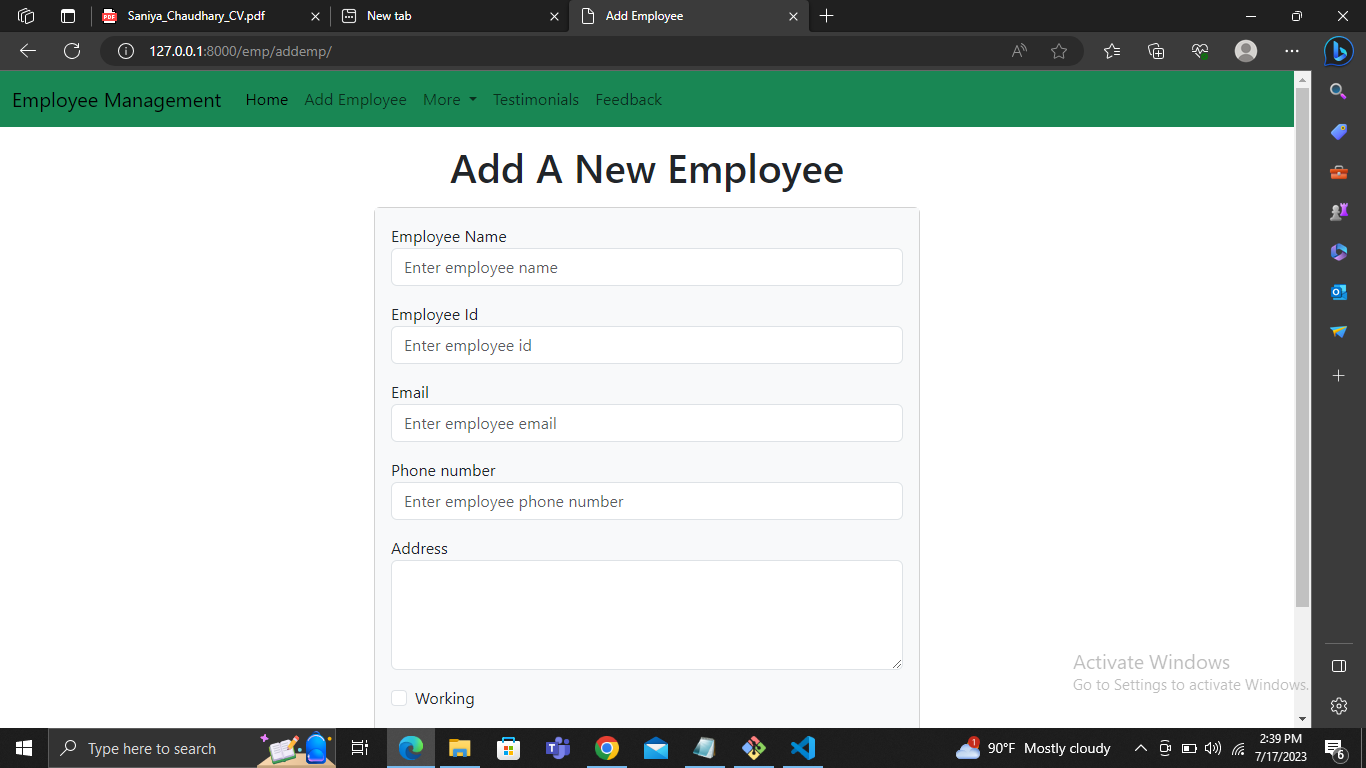 Saniya_Chaudhary_CV.pdf
New tab
Add Employee
127.0.0.1:8000/emp/addemp/
Employee Management
Home
Add Employee
More
Testimonials
Feedback
Add A New Employee
Employee Name
Enter employee name
Employee Id
Enter employee id
Email
Enter employee email
Phone number
Enter employee phone number
Address
Working
Activate Windows
Go to Settings to activate Windows.
Type here to search
1
90°F Mostly cloudy
2:39 PM
7/17/2023
6